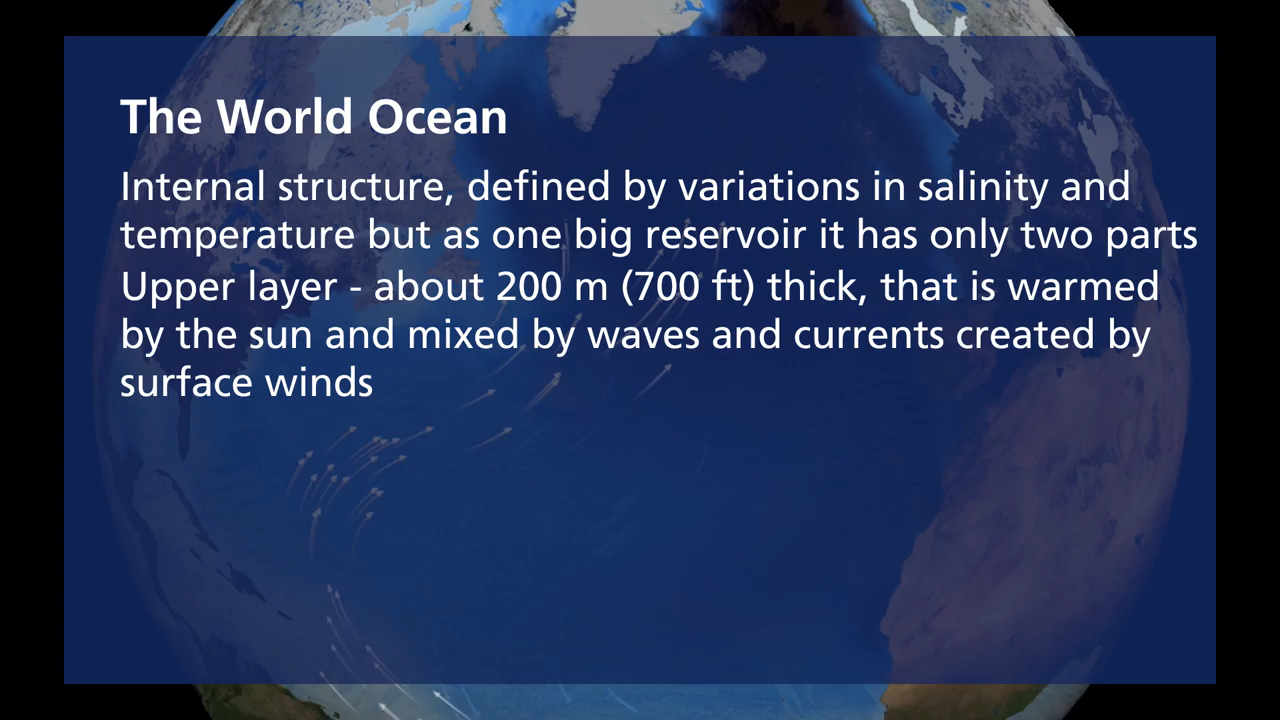 The World Ocean
Internal structure, defined by variations in salinity and
temperature but as one big reservoir it has only two parts
Upper layer - about 200 m (700 ft) thick, that is warmed
by the sun and mixed by waves and currents created by
surface winds